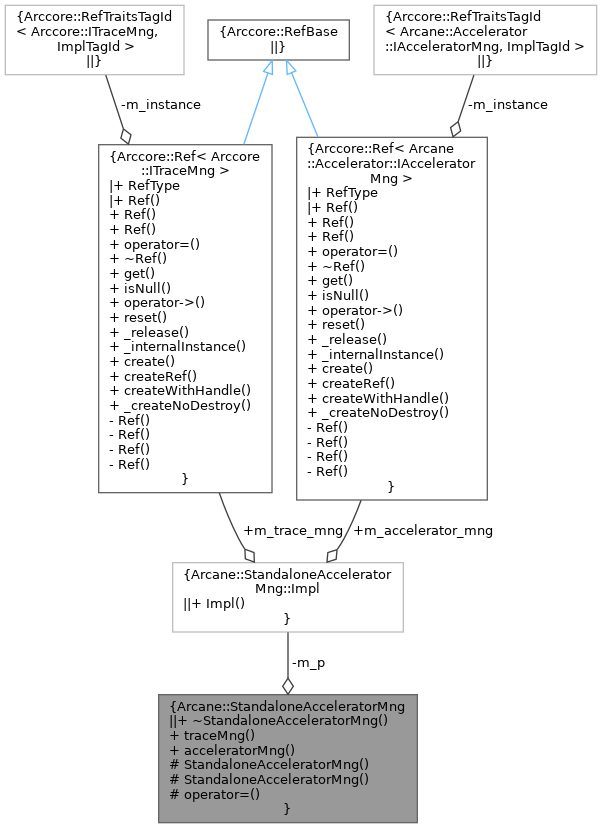 {Arccore::RefTraitsTagId
< Arccore::ITraceMng,
ImplTagId >
||}
{Arccore::RefBase
||}
{Arccore::RefTraitsTagId
< Arcane::Accelerator
::IAcceleratorMng, ImplTagId >
||}
-m_instance
-m_instance
{Arccore::Ref< Arccore
::ITraceMng >
|+ RefType
|+ Ref()
+ Ref()
+ Ref()
+ operator=()
+ ~Ref()
+ get()
+ isNull()
+ operator->()
+ reset()
+ _release()
+ _internalInstance()
+ create()
+ createRef()
+ createWithHandle()
+ _createNoDestroy()
- Ref()
- Ref()
- Ref()
- Ref()
}
{Arccore::Ref< Arcane
::Accelerator::IAccelerator
Mng >
|+ RefType
|+ Ref()
+ Ref()
+ Ref()
+ operator=()
+ ~Ref()
+ get()
+ isNull()
+ operator->()
+ reset()
+ _release()
+ _internalInstance()
+ create()
+ createRef()
+ createWithHandle()
+ _createNoDestroy()
- Ref()
- Ref()
- Ref()
- Ref()
}
+m_trace_mng
+m_accelerator_mng
{Arcane::StandaloneAccelerator
Mng::Impl
||+ Impl()
}
-m_p
{Arcane::StandaloneAcceleratorMng
||+ ~StandaloneAcceleratorMng()
+ traceMng()
+ acceleratorMng()
# StandaloneAcceleratorMng()
# StandaloneAcceleratorMng()
# operator=()
}